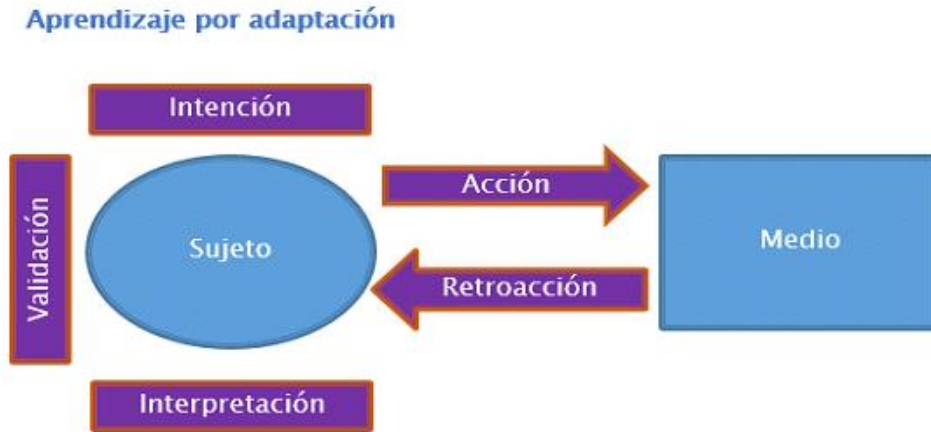 Aprendizaje por adaptación
Intención
Acción
Validación
Sujeto
Medio
Retroacción
Interpretación